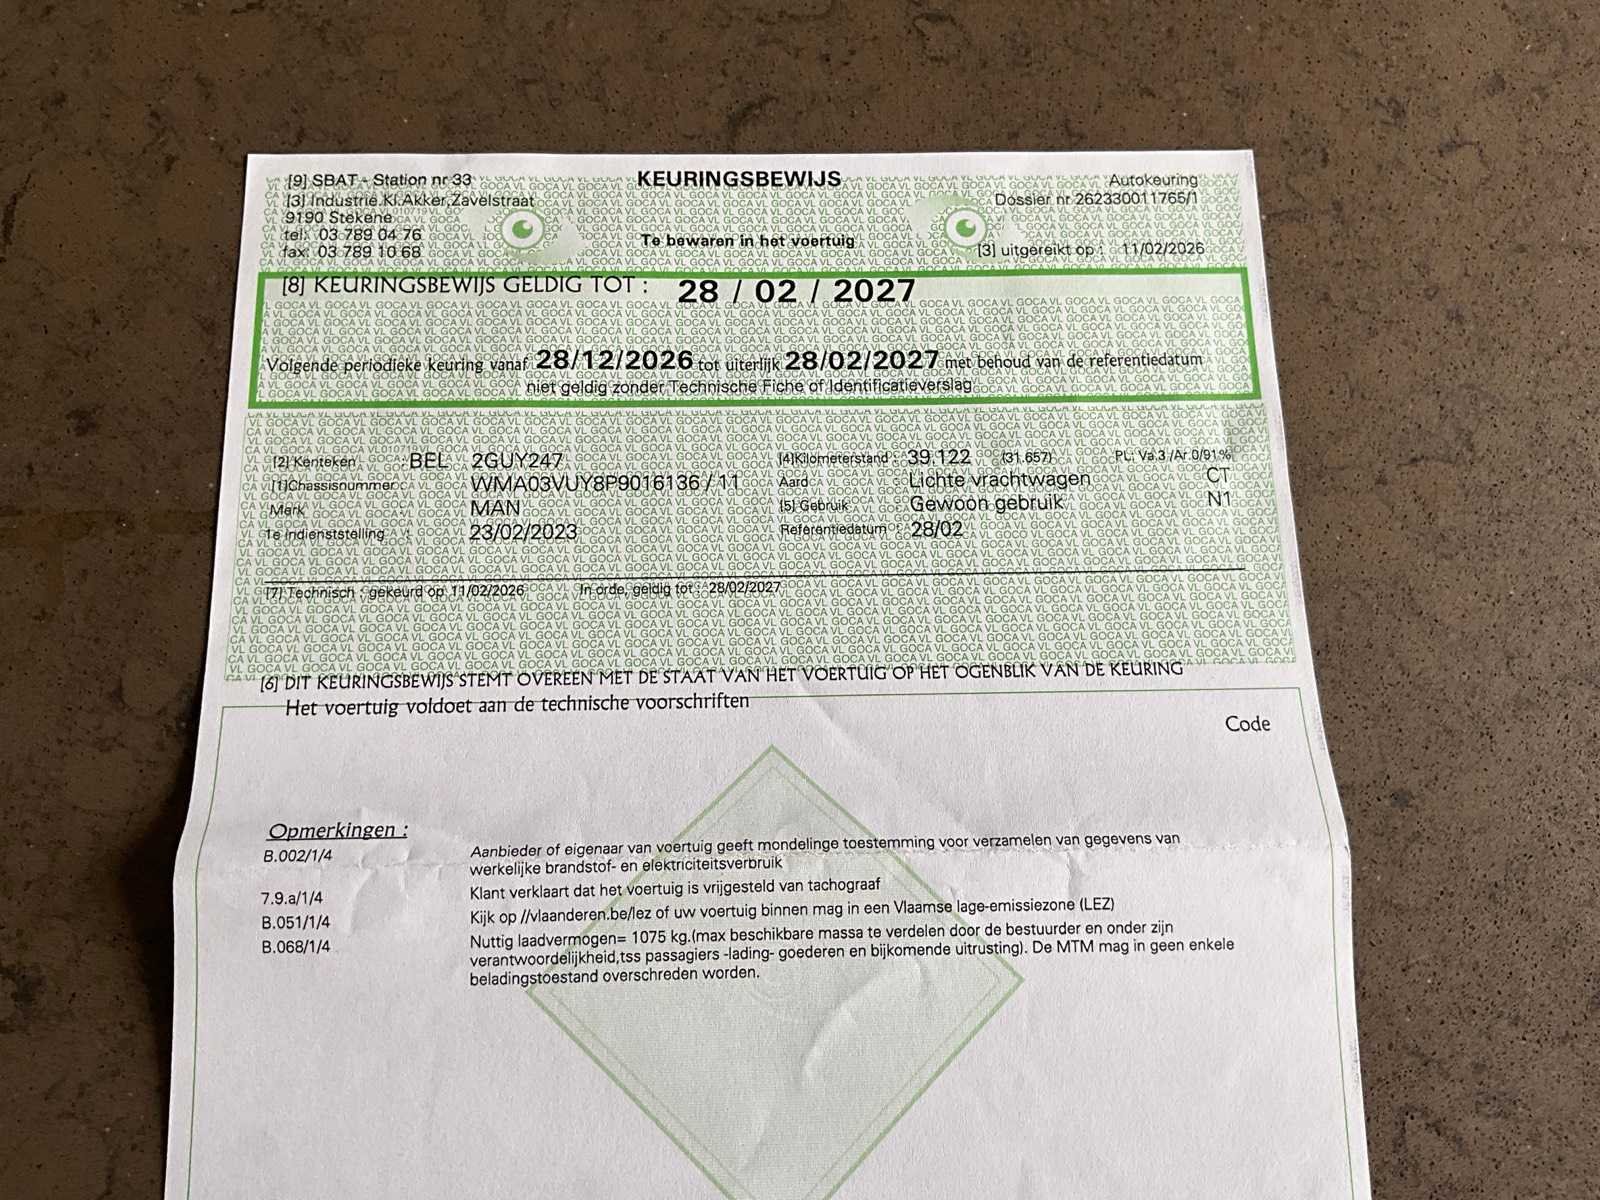 [9] SBAT - Station nr 33
KEURINGSBEWIJS
Autokeuring
[3] Industrie.Kl.Akker,Zavelstraat
Dossier nr 262330011765/1
9190 Stekene
tel: 03 789 04 76
Te bewaren in het voertuig
fax: 03 789 10 68
[3] uitgereikt op : 11/02/2026
[8] KEURINGSBEWIJS GELDIG TOT : 28 / 02 / 2027
Volgende periodieke keuring vanaf 28/12/2026 tot uiterlijk 28/02/2027 met behoud van de referentiedatum
niet geldig zonder Technische Fiche of Identificatieverslag
[2] Kenteken : BEL 2GUY247
[4]Kilometerstand : 39.122 (31.657) PL: Va.3 /Ar.0/91%
[1]Chassisnummer : WMA03VUY8P9016136 / 11
Aard : Lichte vrachtwagen CT
Merk : MAN
[5] Gebruik : Gewoon gebruik N1
1e Indienststelling : 23/02/2023
Referentiedatum : 28/02
[7] Technisch : gekeurd op 11/02/2026 In orde, geldig tot : 28/02/2027
[6] DIT KEURINGSBEWIJS STEMT OVEREEN MET DE STAAT VAN HET VOERTUIG OP HET OGENBLIK VAN DE KEURING
Het voertuig voldoet aan de technische voorschriften
Code
Opmerkingen :
B.002/1/4 Aanbieder of eigenaar van voertuig geeft mondelinge toestemming voor verzamelen van gegevens van
werkelijke brandstof- en elektriciteitsverbruik
7.9.a/1/4 Klant verklaart dat het voertuig is vrijgesteld van tachograaf
B.051/1/4 Kijk op //vlaanderen.be/lez of uw voertuig binnen mag in een Vlaamse lage-emissiezone (LEZ)
B.068/1/4 Nuttig laadvermogen= 1075 kg.(max beschikbare massa te verdelen door de bestuurder en onder zijn
verantwoordelijkheid,tss passagiers -lading- goederen en bijkomende uitrusting). De MTM mag in geen enkele
beladingstoestand overschreden worden.